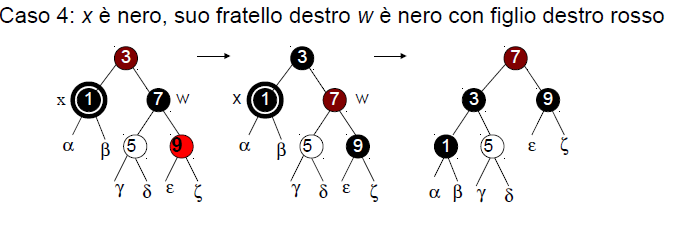 Caso 4: x è nero, suo fratello destro w è nero con figlio destro rosso
3 3 7
x 1 7 w x 1 7 w 3 9
α β 5 9 α β 5 9 1 5 ε ζ
γ δ ε ζ γ δ ε ζ α β γ δ